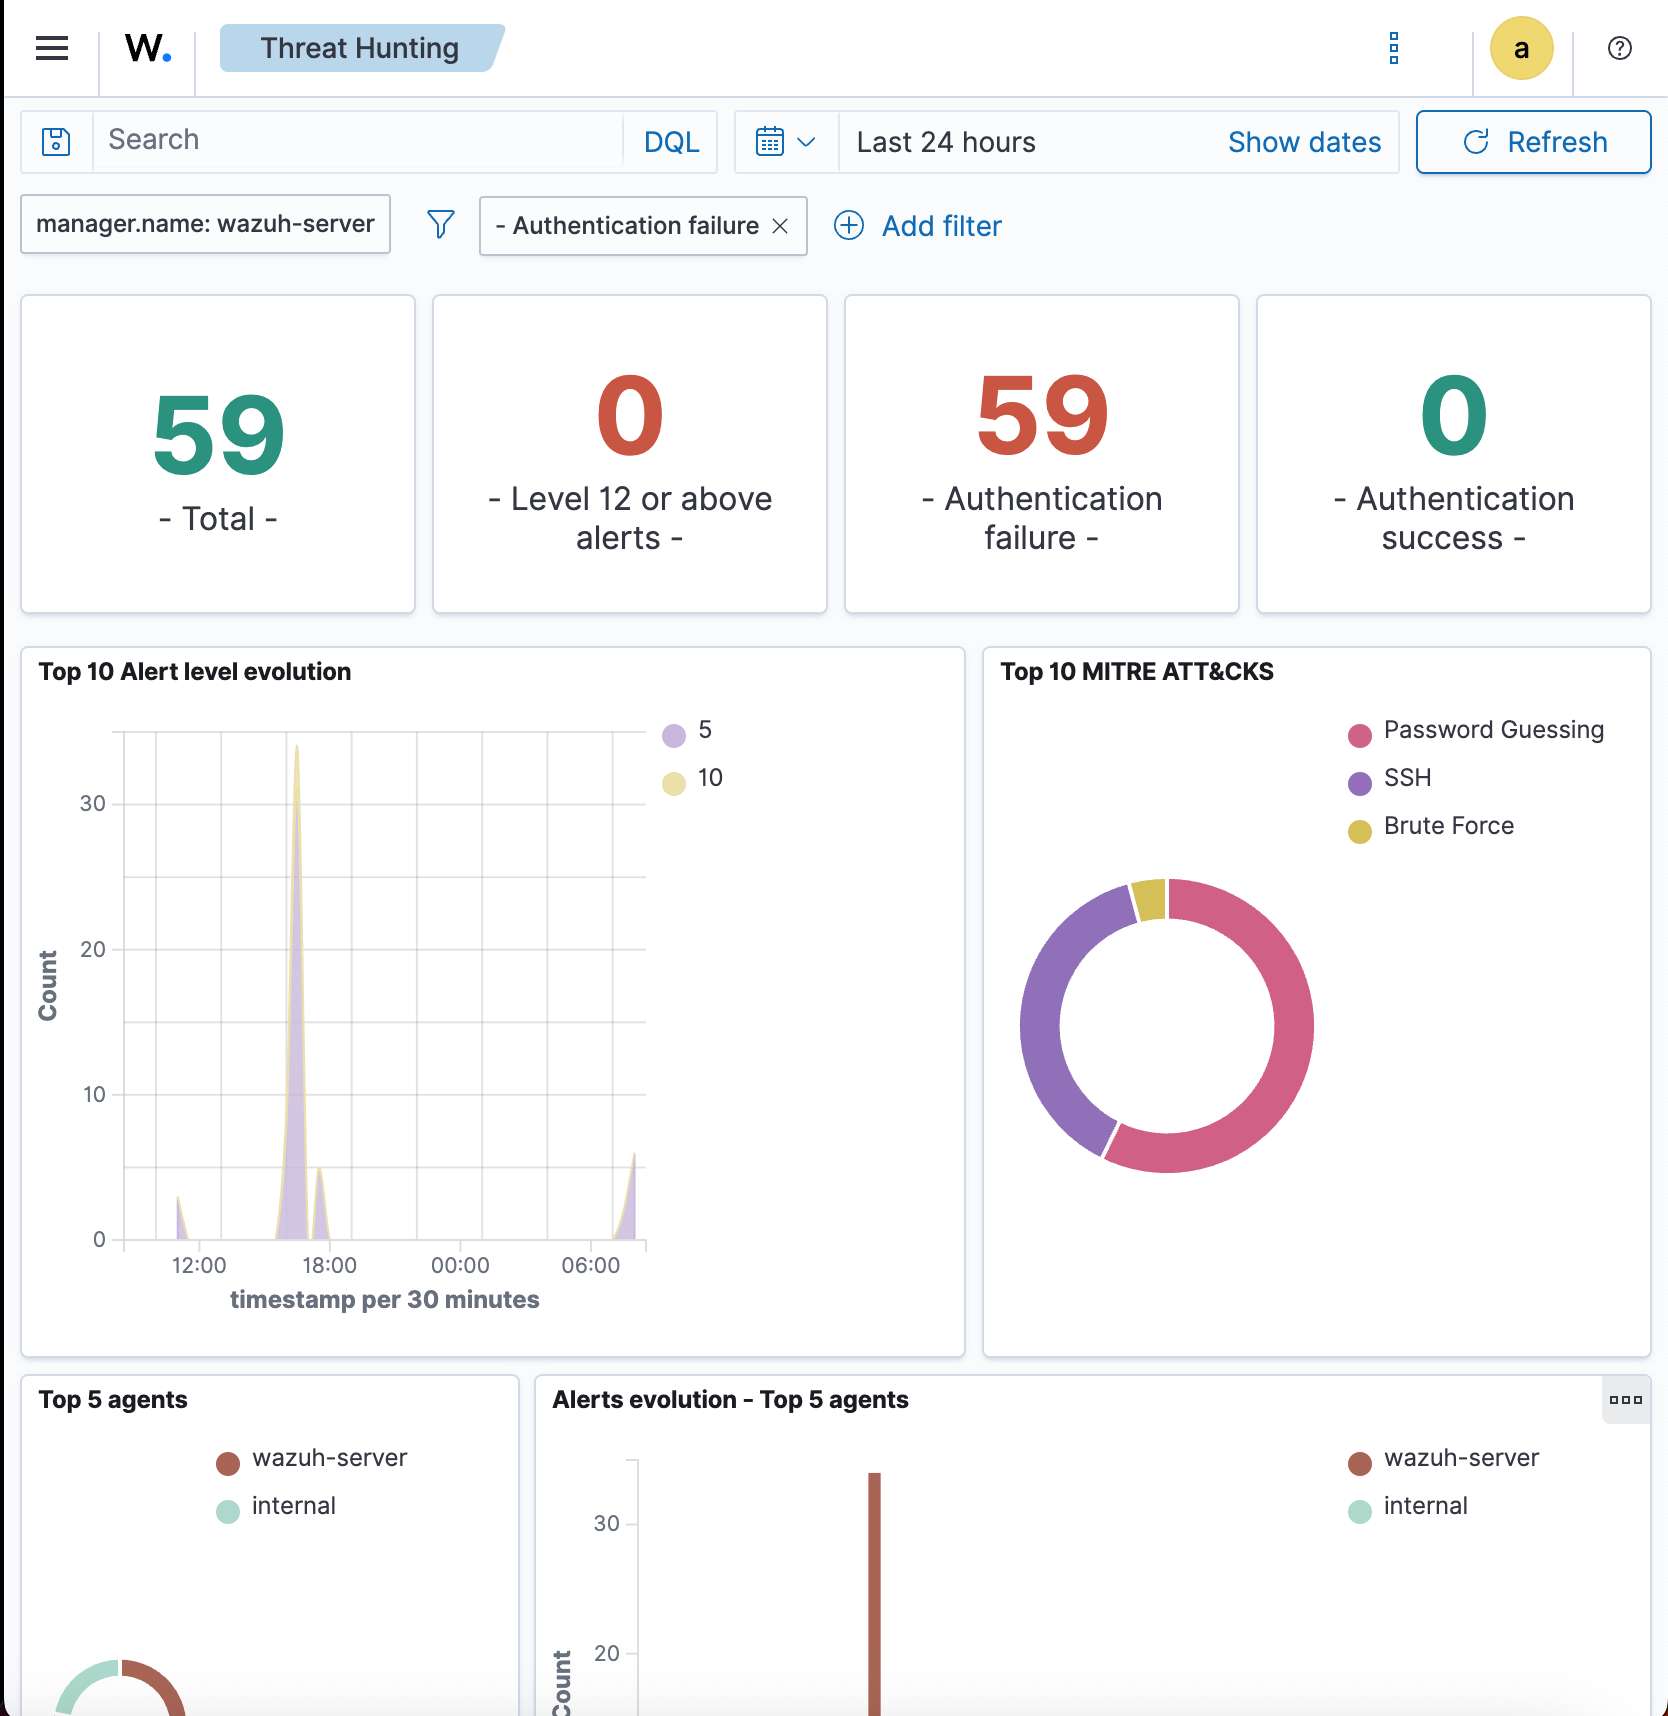 W.
Threat Hunting
a
?
Search
DQL
Last 24 hours
Show dates
Refresh
manager.name: wazuh-server
- Authentication failure ×
Add filter
59
- Total -
0
- Level 12 or above
alerts -
59
- Authentication
failure -
0
- Authentication
success -
Top 10 Alert level evolution
5
10
30
20
10
0
Count
12:00
18:00
00:00
06:00
timestamp per 30 minutes
Top 10 MITRE ATT&CKS
Password Guessing
SSH
Brute Force
Top 5 agents
wazuh-server
internal
Alerts evolution - Top 5 agents
wazuh-server
internal
30
20
Count